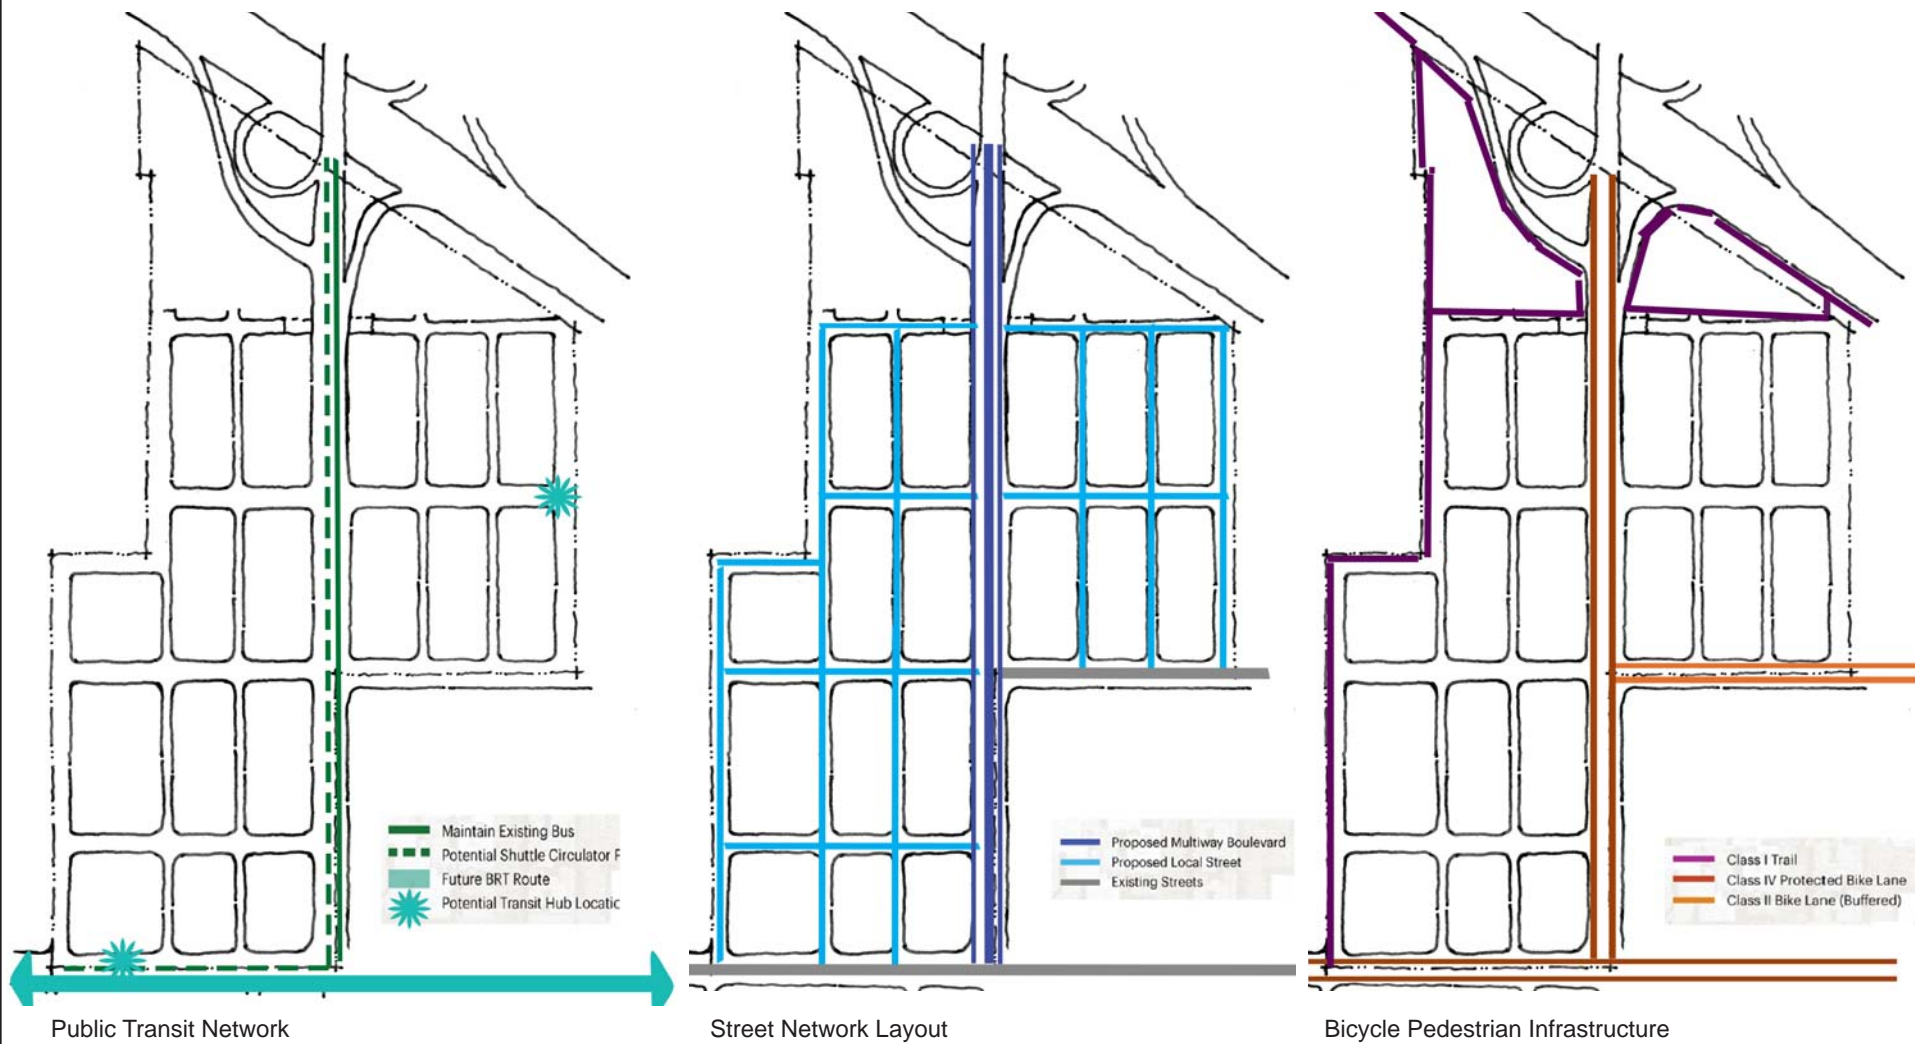 Maintain Existing Bus
Potential Shuttle Circulator
Future BRT Route
Potential Transit Hub
Public Transit Network
Proposed Multiway Boulevard
Proposed Local Street
Existing Streets
Street Network Layout
Class I Trail
Class IV Protected Bike Lane
Class II Bike Lane (Buffered)
Bicycle Pedestrian Infrastructure